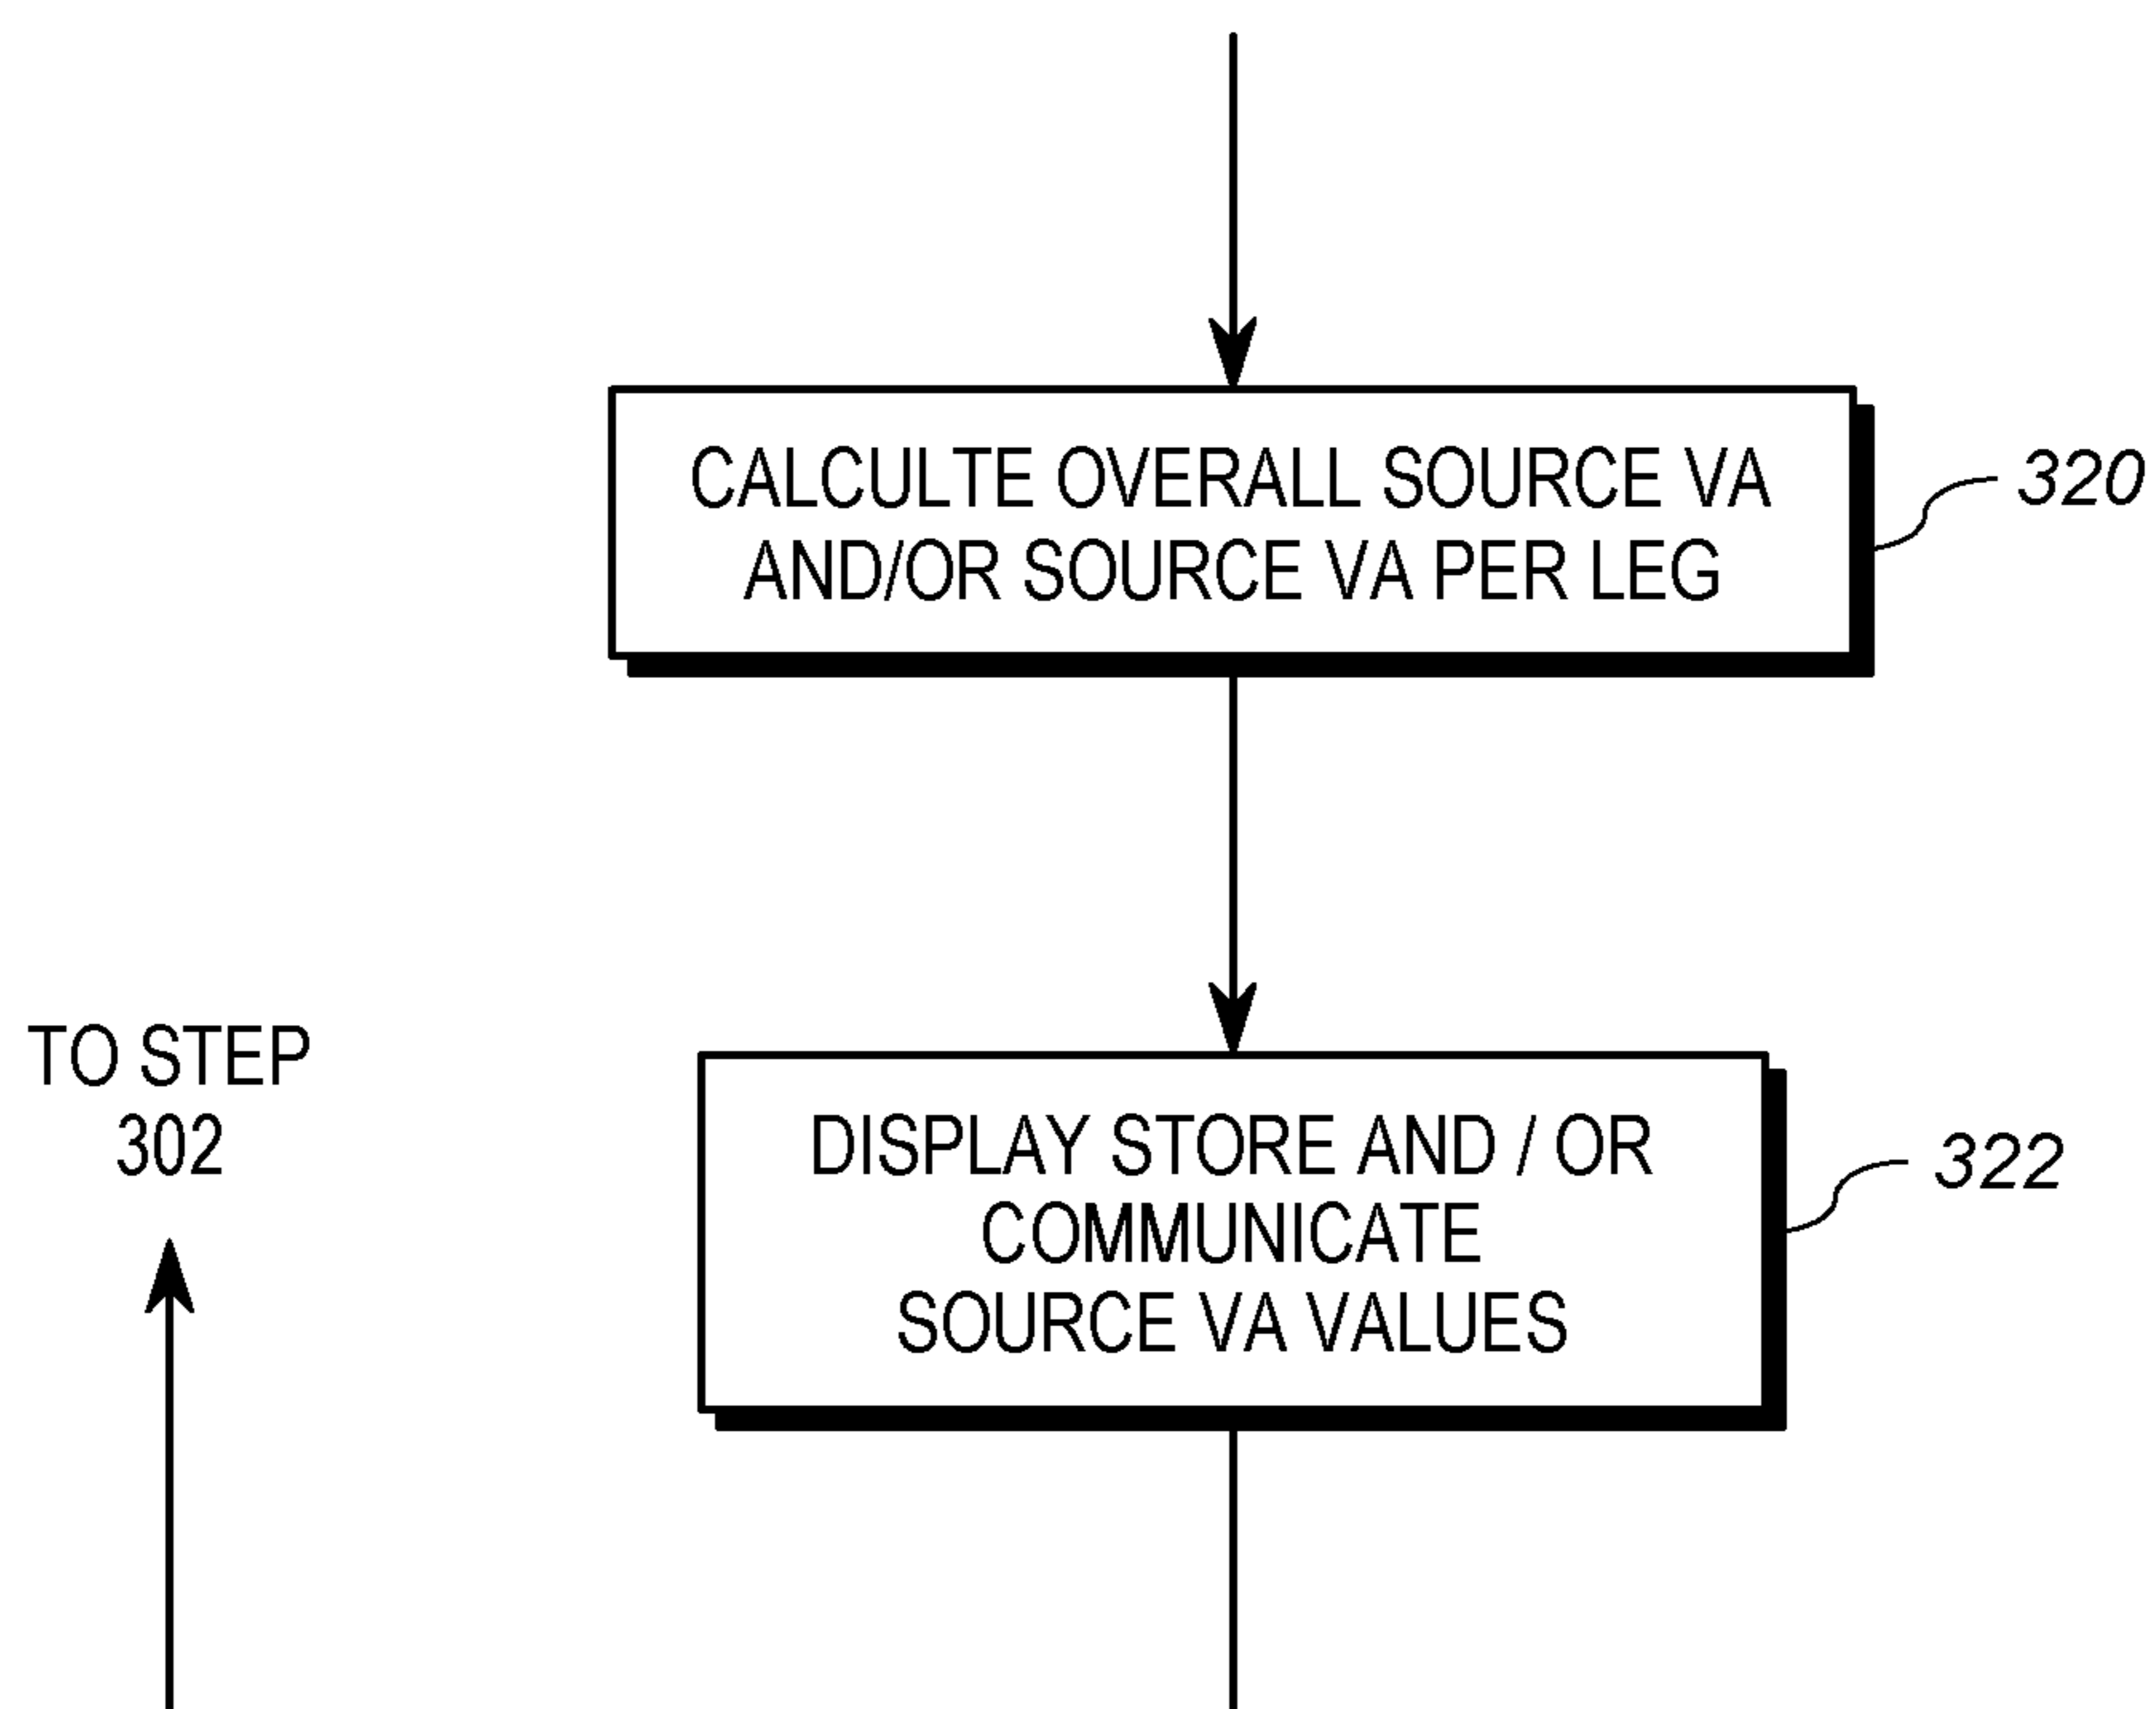 CALCULTE OVERALL SOURCE VA
AND/OR SOURCE VA PER LEG
320
TO STEP
302
DISPLAY STORE AND / OR
COMMUNICATE
SOURCE VA VALUES
322